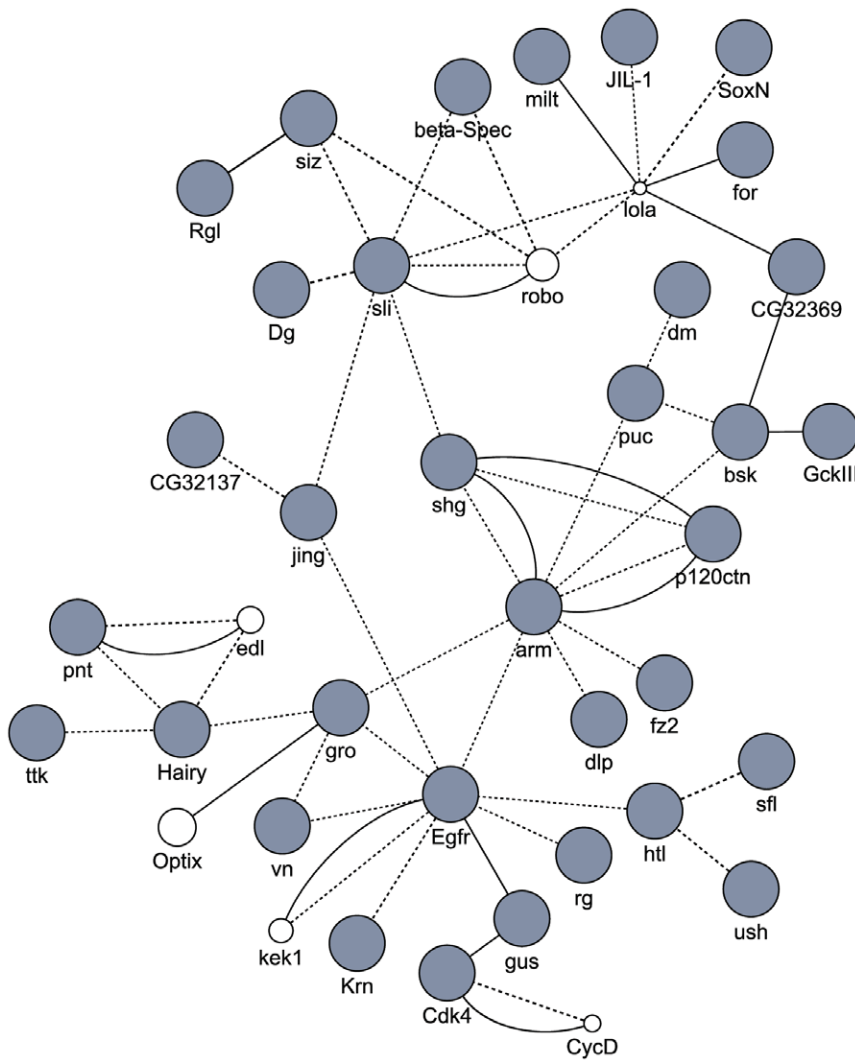 JIL-1
SoxN
milt
beta-Spec
siz
for
lola
Rgl
robo
CG32369
sli
Dg
dm
puc
bsk
GckIII
CG32137
shg
jing
p120ctn
edl
arm
pnt
fz2
gro
dlp
ttk
Hairy
sfl
Egfr
htl
Optix
vn
rg
ush
kek1
gus
Krn
Cdk4
CycD